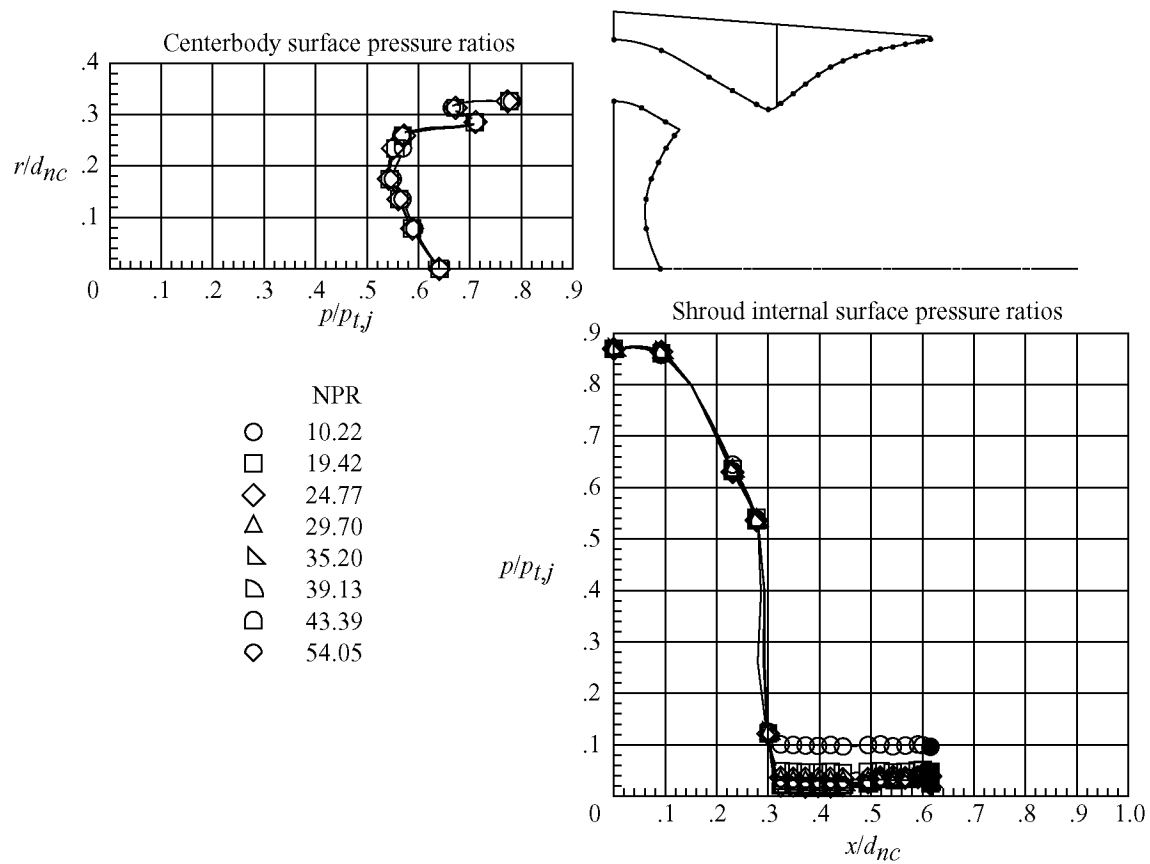 Centerbody surface pressure ratios
.4
.3
r/d_nc .2
.1
0 .1 .2 .3 .4 .5 .6 .7 .8 .9
p/p_t,j
NPR
10.22
19.42
24.77
29.70
35.20
39.13
43.39
54.05
Shroud internal surface pressure ratios
.9
.8
.7
.6
.5
p/p_t,j
.4
.3
.2
.1
0 .1 .2 .3 .4 .5 .6 .7 .8 .9 1.0
x/d_nc